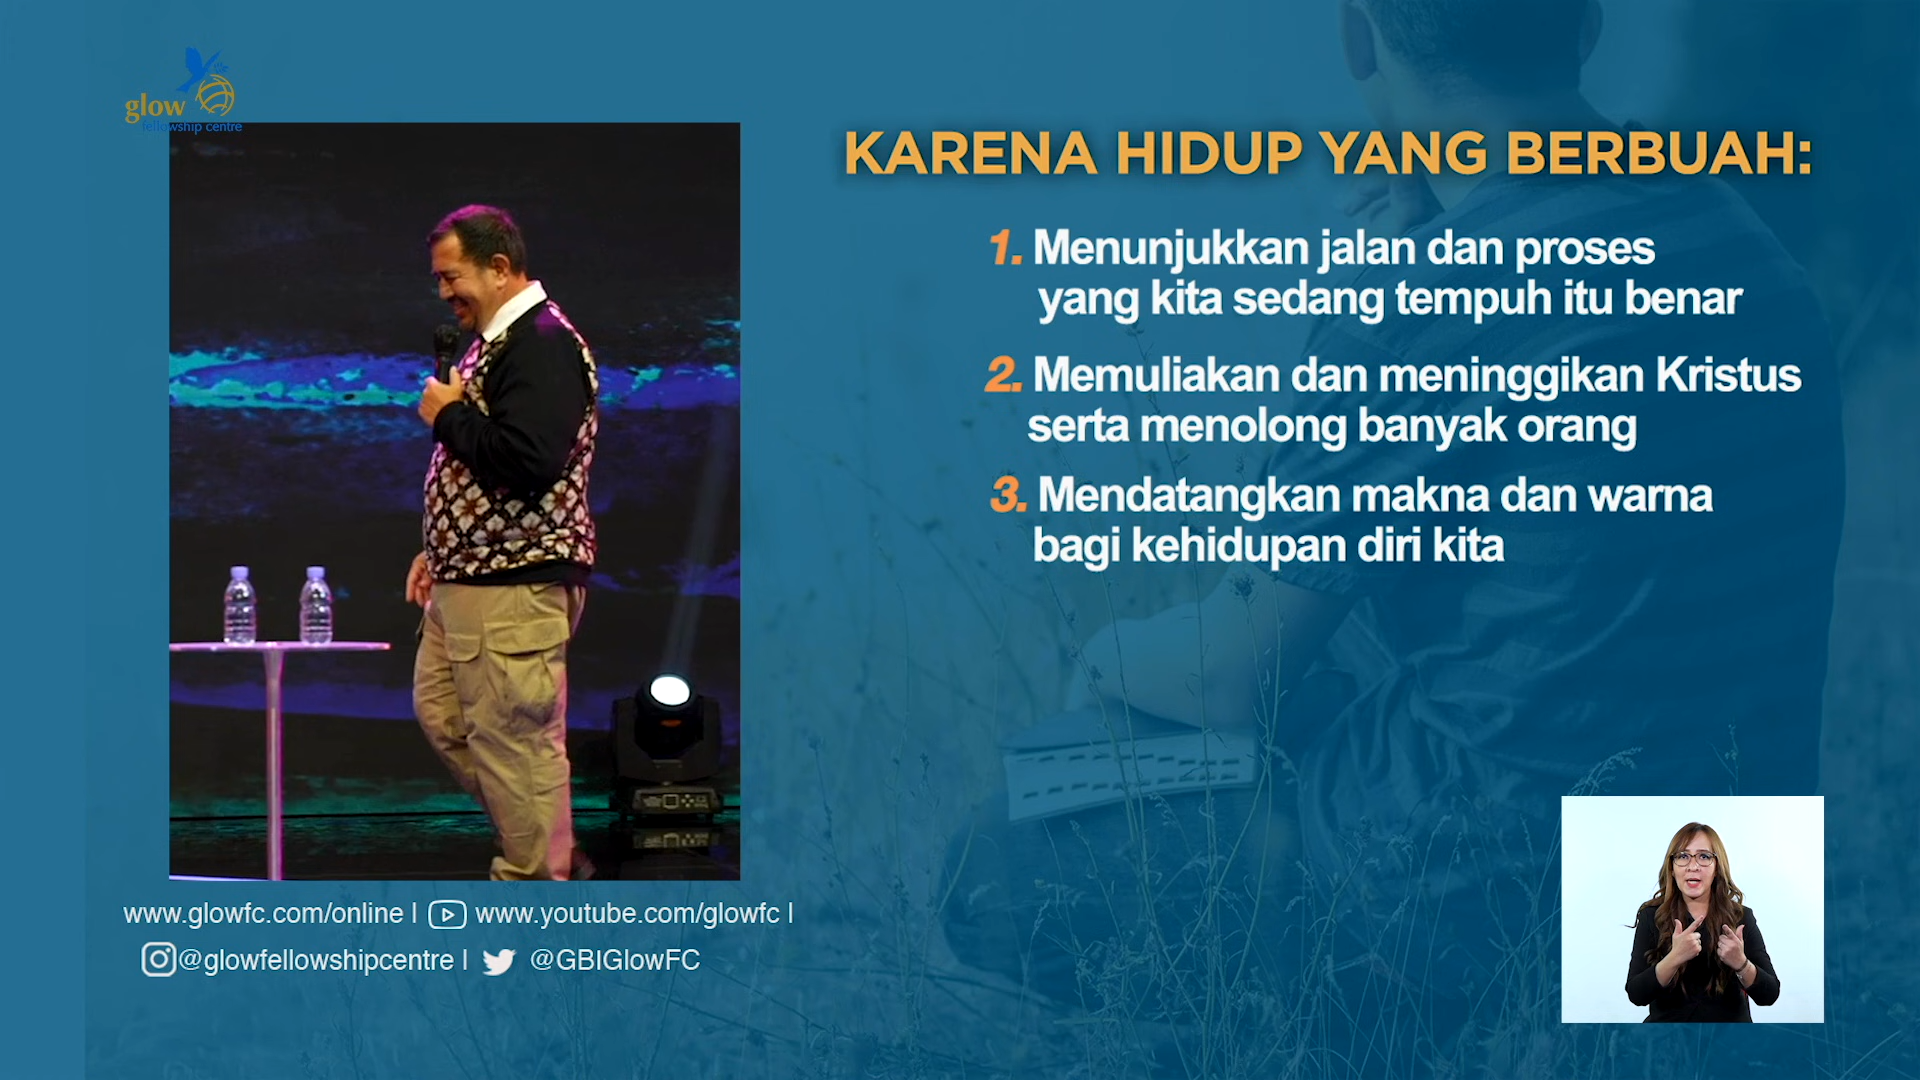 glow
fellowship centre
KARENA HIDUP YANG BERBUAH:
1. Menunjukkan jalan dan proses
yang kita sedang tempuh itu benar
2. Memuliakan dan meninggikan Kristus
serta menolong banyak orang
3. Mendatangkan makna dan warna
bagi kehidupan diri kita
www.glowfc.com/online | www.youtube.com/glowfc |
@glowfellowshipcentre | @GBIGlowFC